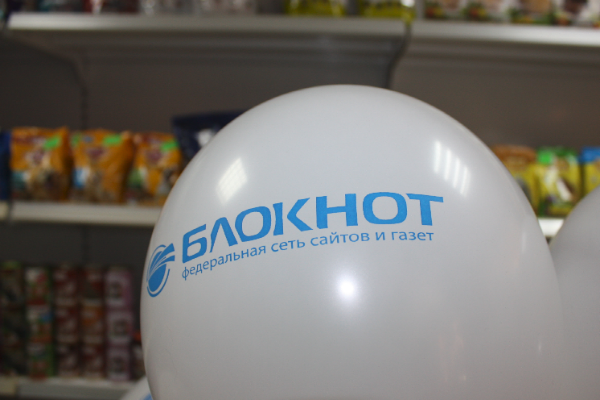 БЛОКНОТ
федеральная сеть сайтов и газет